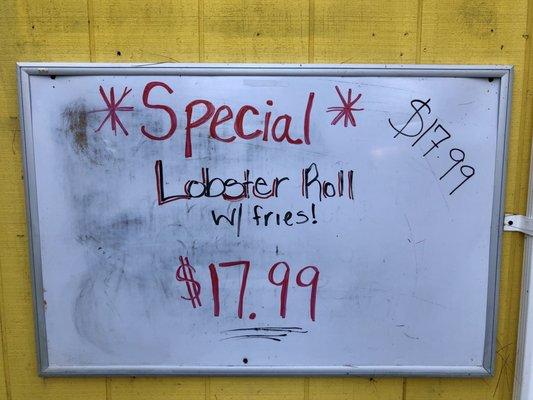 * Special *
$17.99
Lobster Roll
w/ fries!
$17.99